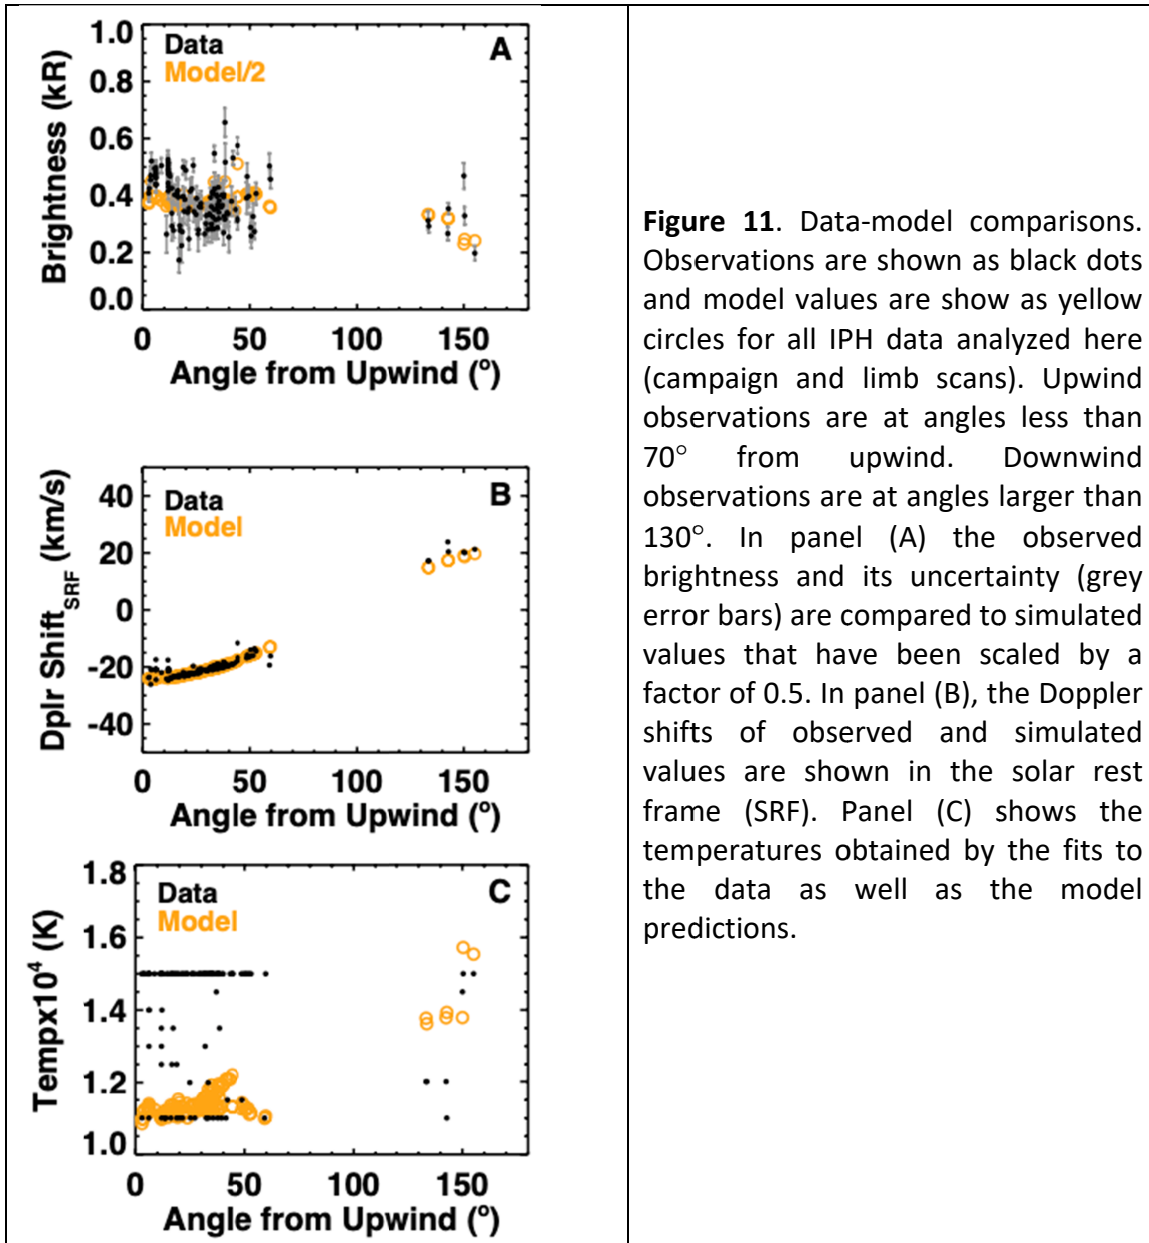 1.0
0.8
0.6
0.4
0.2
0.0
Brightness (kR)
Data
Model/2
A
0
50
100
150
Angle from Upwind (°)
40
20
0
-20
-40
Dplr Shift_SRF (km/s)
Data
Model
B
0
50
100
150
Angle from Upwind (°)
1.8
1.6
1.4
1.2
1.0
Tempx10⁴ (K)
Data
Model
C
0
50
100
150
Angle from Upwind (°)
Figure 11. Data-model comparisons.
Observations are shown as black dots
and model values are show as yellow
circles for all IPH data analyzed here
(campaign and limb scans). Upwind
observations are at angles less than
70° from upwind. Downwind
observations are at angles larger than
130°. In panel (A) the observed
brightness and its uncertainty (grey
error bars) are compared to simulated
values that have been scaled by a
factor of 0.5. In panel (B), the Doppler
shifts of observed and simulated
values are shown in the solar rest
frame (SRF). Panel (C) shows the
temperatures obtained by the fits to
the data as well as the model
predictions.